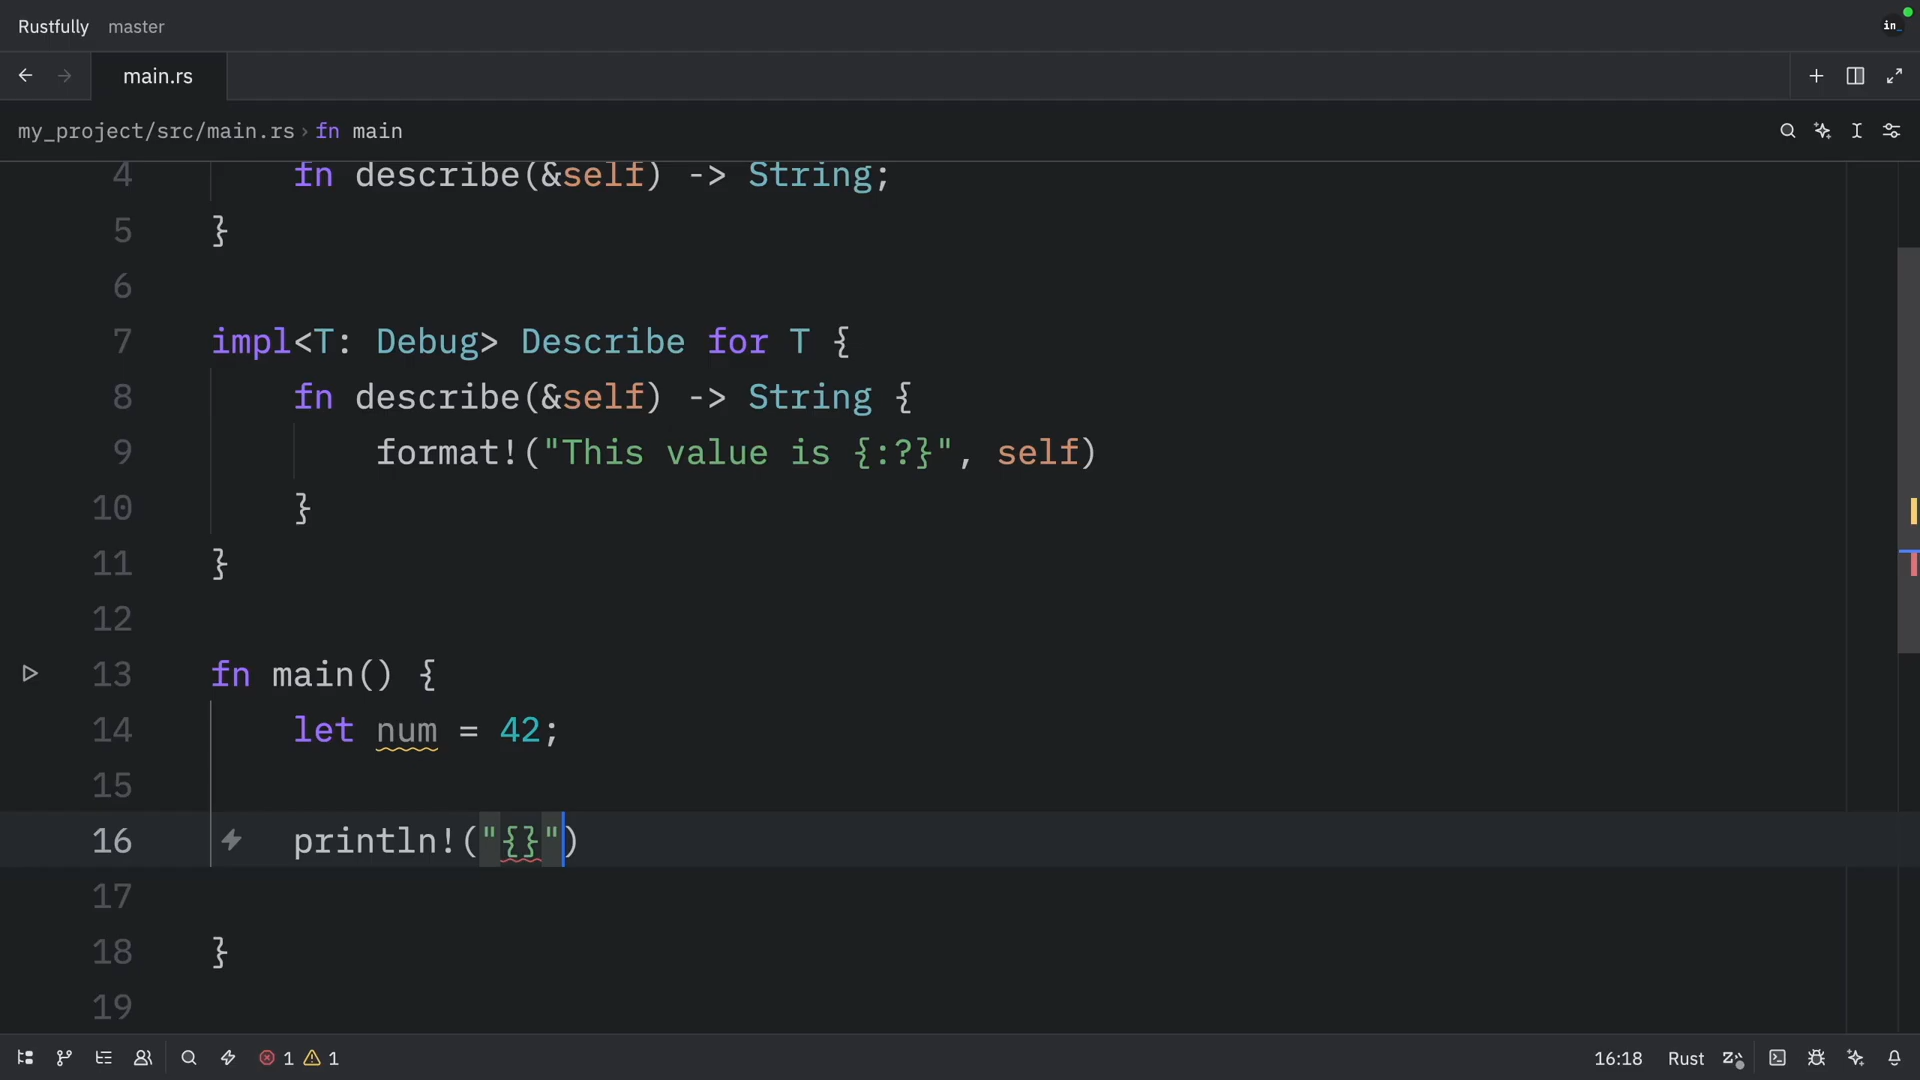 Rustfully master
in_
main.rs
my_project/src/main.rs › fn main
4 fn describe(&self) -> String;
5 }
6
7 impl<T: Debug> Describe for T {
8 fn describe(&self) -> String {
9 format!("This value is {:?}", self)
10 }
11 }
12
13 fn main() {
14 let num = 42;
15
16 println!("{}")
17
18 }
19
1 1 16:18 Rust